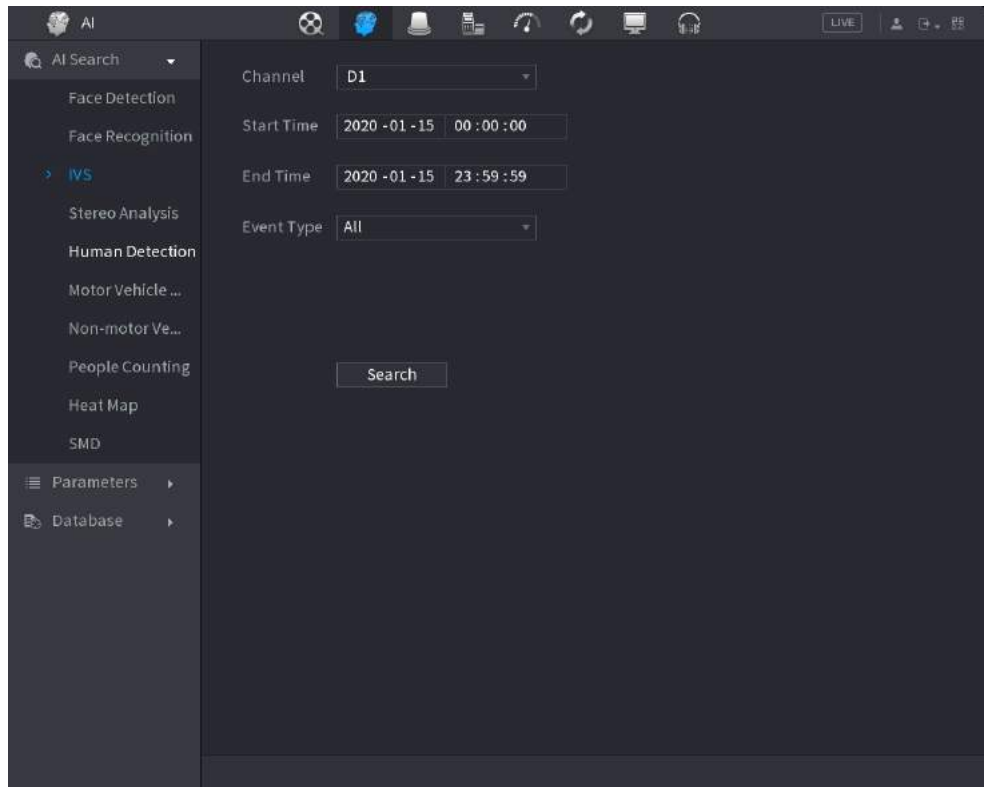 AI
LIVE
AI Search
Face Detection
Face Recognition
IVS
Stereo Analysis
Human Detection
Motor Vehicle ...
Non-motor Ve...
People Counting
Heat Map
SMD
Parameters
Database
Channel D1
Start Time 2020 -01 -15 00 : 00 : 00
End Time 2020 -01 -15 23 : 59 : 59
Event Type All
Search